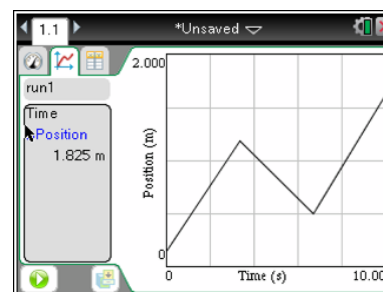 1.1
*Unsaved
run1
Time
Position
1.825 m
2.000
Position (m)
0
0
Time (s)
10.00